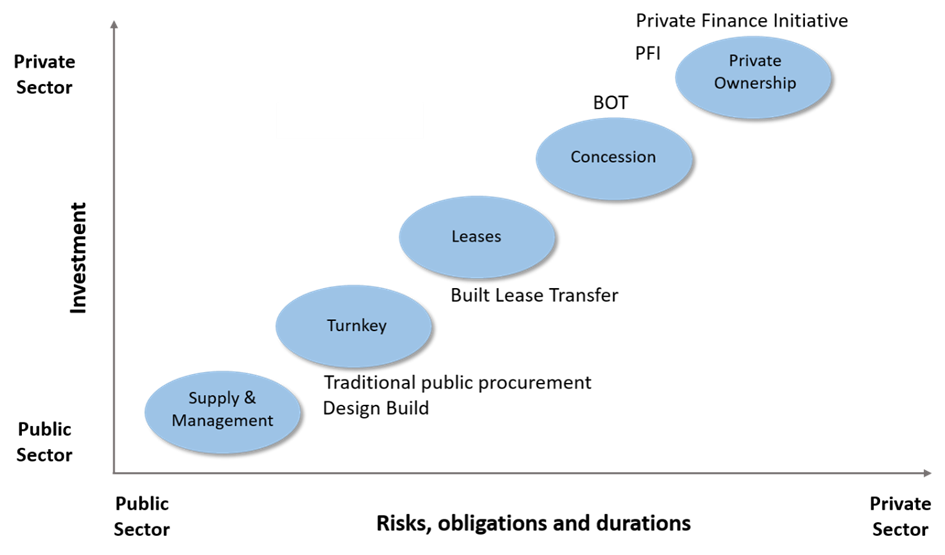 Private Finance Initiative
PFI
Private
Ownership
Private
Sector
BOT
Concession
Leases
Investment
Built Lease Transfer
Turnkey
Traditional public procurement
Design Build
Supply &
Management
Public
Sector
Public
Sector
Risks, obligations and durations
Private
Sector